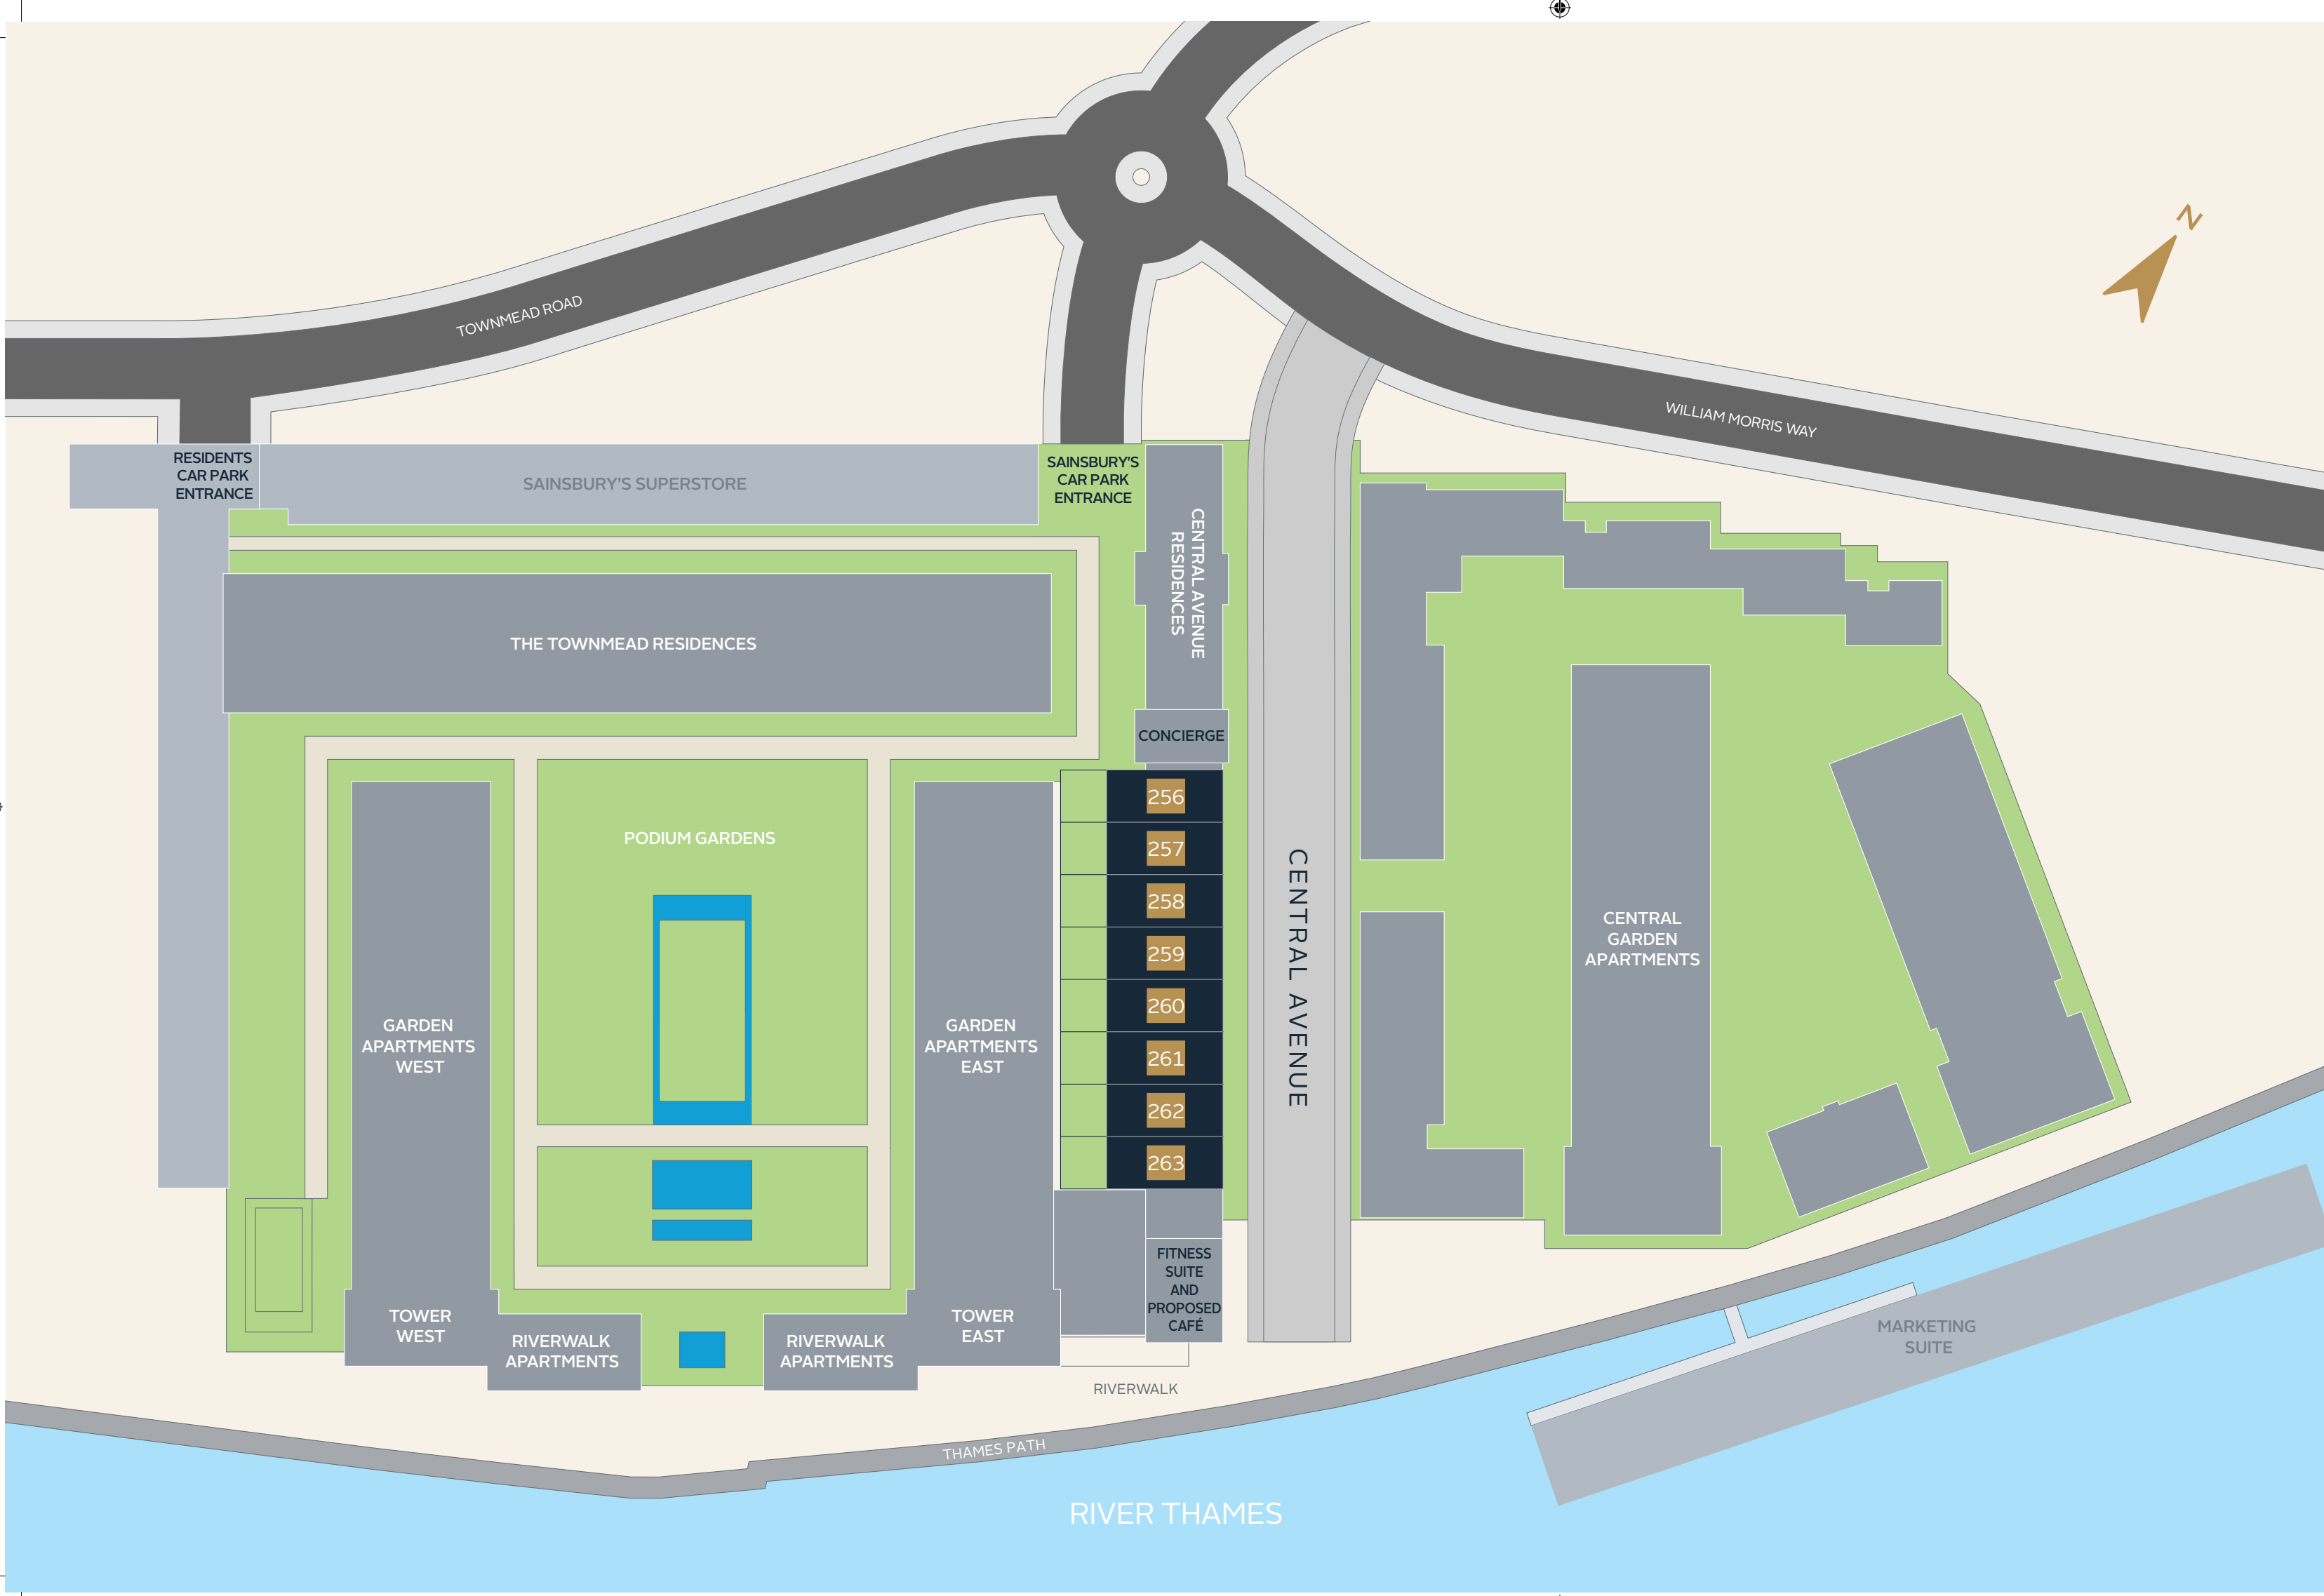 N
TOWNMEAD ROAD
WILLIAM MORRIS WAY
RESIDENTS
CAR PARK
ENTRANCE
SAINSBURY'S SUPERSTORE
SAINSBURY'S
CAR PARK
ENTRANCE
CENTRAL AVENUE
RESIDENCES
THE TOWNMEAD RESIDENCES
CONCIERGE
256
257
258
259
260
261
262
263
PODIUM GARDENS
CENTRAL AVENUE
CENTRAL
GARDEN
APARTMENTS
GARDEN
APARTMENTS
WEST
GARDEN
APARTMENTS
EAST
FITNESS
SUITE
AND
PROPOSED
CAFÉ
TOWER
WEST
RIVERWALK
APARTMENTS
RIVERWALK
APARTMENTS
TOWER
EAST
MARKETING
SUITE
RIVERWALK
THAMES PATH
RIVER THAMES